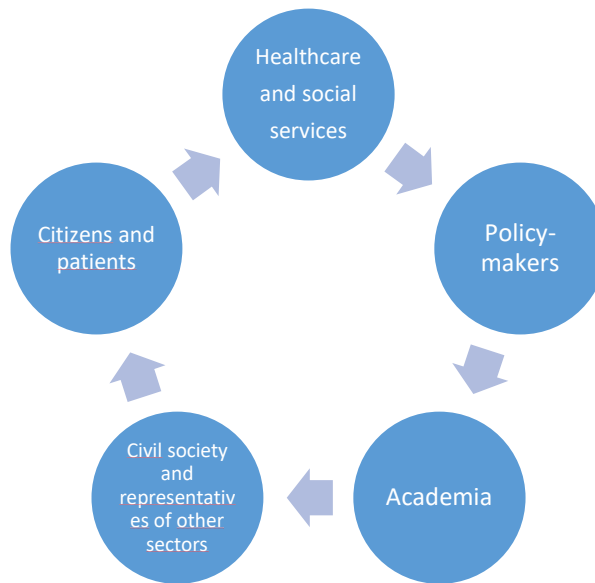 Healthcare
and social
services
Policy-
makers
Academia
Civil society
and
representativ
es of other
sectors
Citizens and
patients